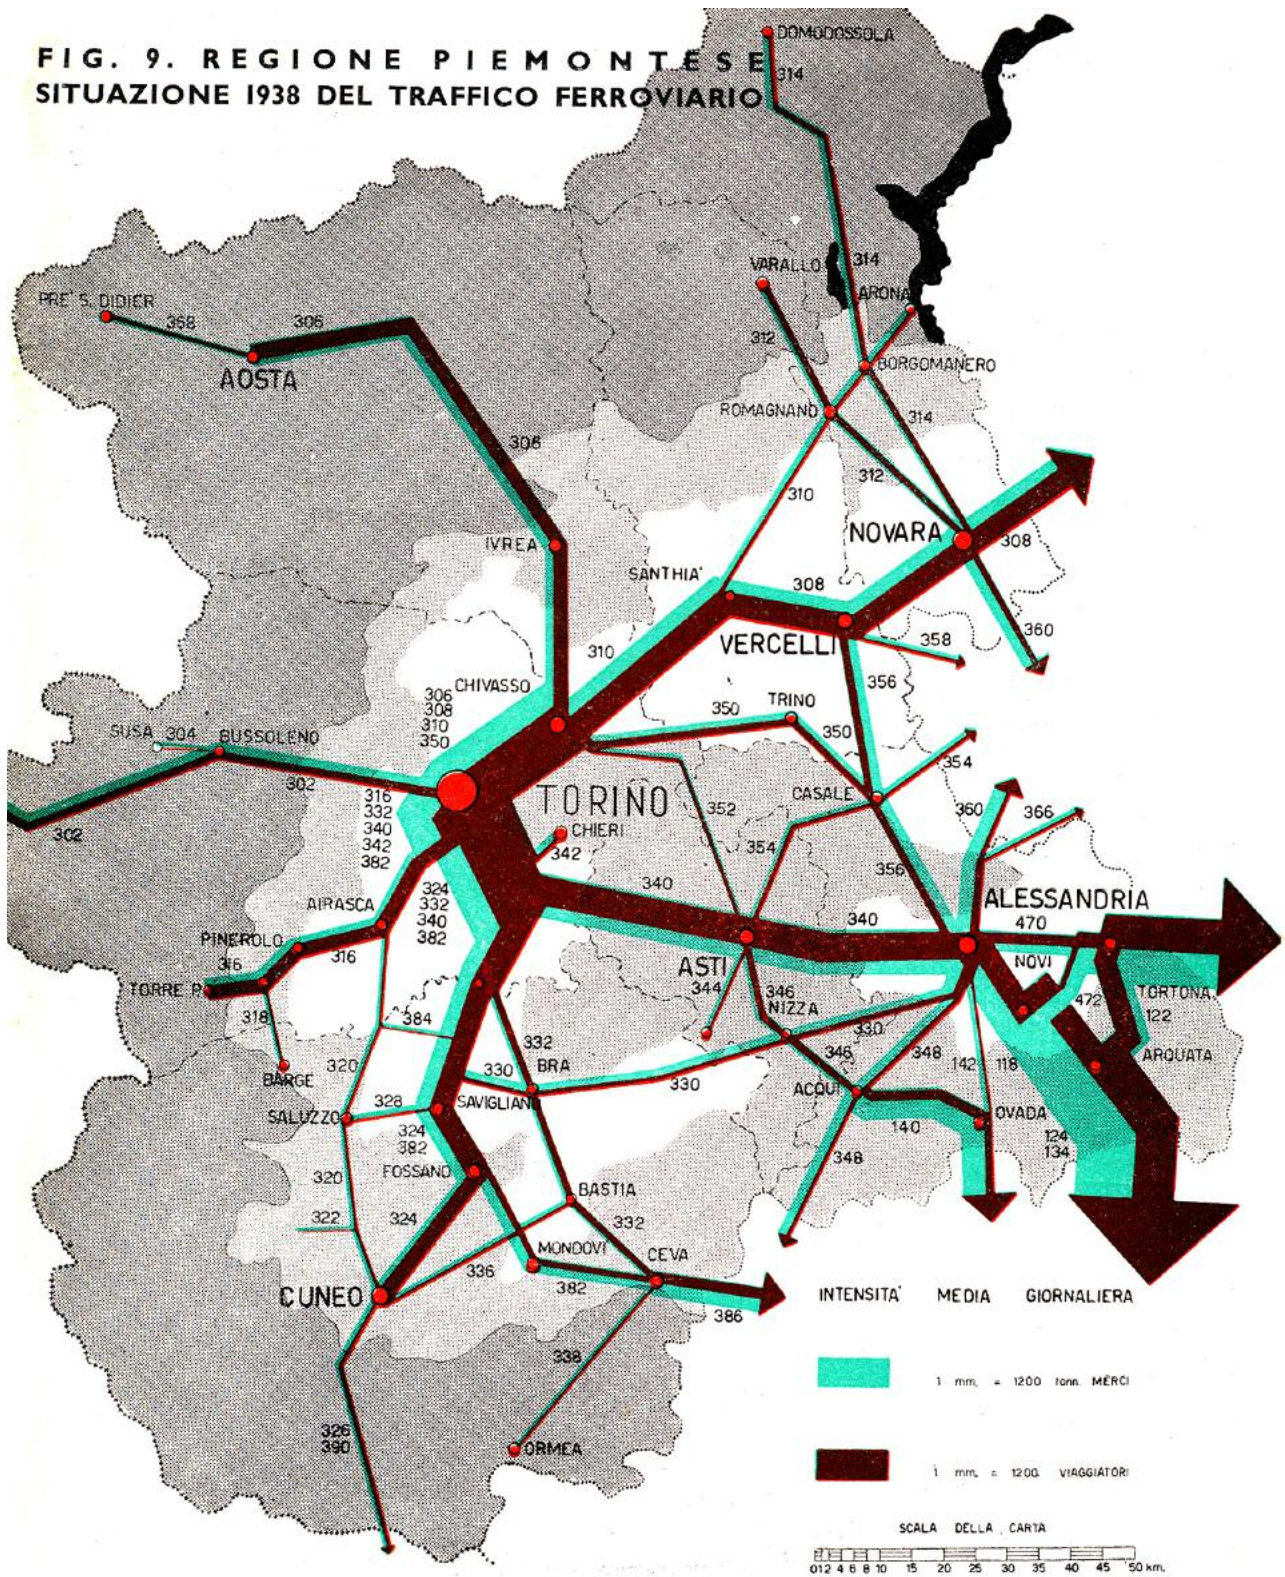 FIG. 9. REGIONE PIEMONTESE
SITUAZIONE 1938 DEL TRAFFICO FERROVIARIO
DOMODOSSOLA
314
VARALLO
314
ARONA
PRE' S. DIDIER
358
306
312
AOSTA
BORGOMANERO
ROMAGNANO
314
306
312
310
IVREA
NOVARA
308
SANTHIA'
308
VERCELLI
358
360
310
356
CHIVASSO
306
308
310
350
350
TRINO
350
354
SUSA
304
BUSSOLENO
302
302
316
332
340
342
382
TORINO
CHIERI
342
352
354
CASALE
360
366
356
324
332
340
382
340
AIRASCA
ALESSANDRIA
340
470
PINEROLO
316
316
ASTI
NOVI
TORRE P.
344
346
NIZZA
472
TORTONA
122
318
384
330
332
BRA
330
330
346
348
142
118
ARQUATA
BARGE
320
ACQUI
SALUZZO
328
SAVIGLIANO
140
OVADA
324
382
124
134
FOSSANO
348
320
BASTIA
322
324
332
MONDOVI
CEVA
336
382
386
CUNEO
338
326
390
ORMEA
INTENSITA' MEDIA GIORNALIERA
1 mm. = 1200 tonn. MERCI
1 mm. = 1200 VIAGGIATORI
SCALA DELLA CARTA
0 1 2 4 6 8 10 15 20 25 30 35 40 45 50 km.